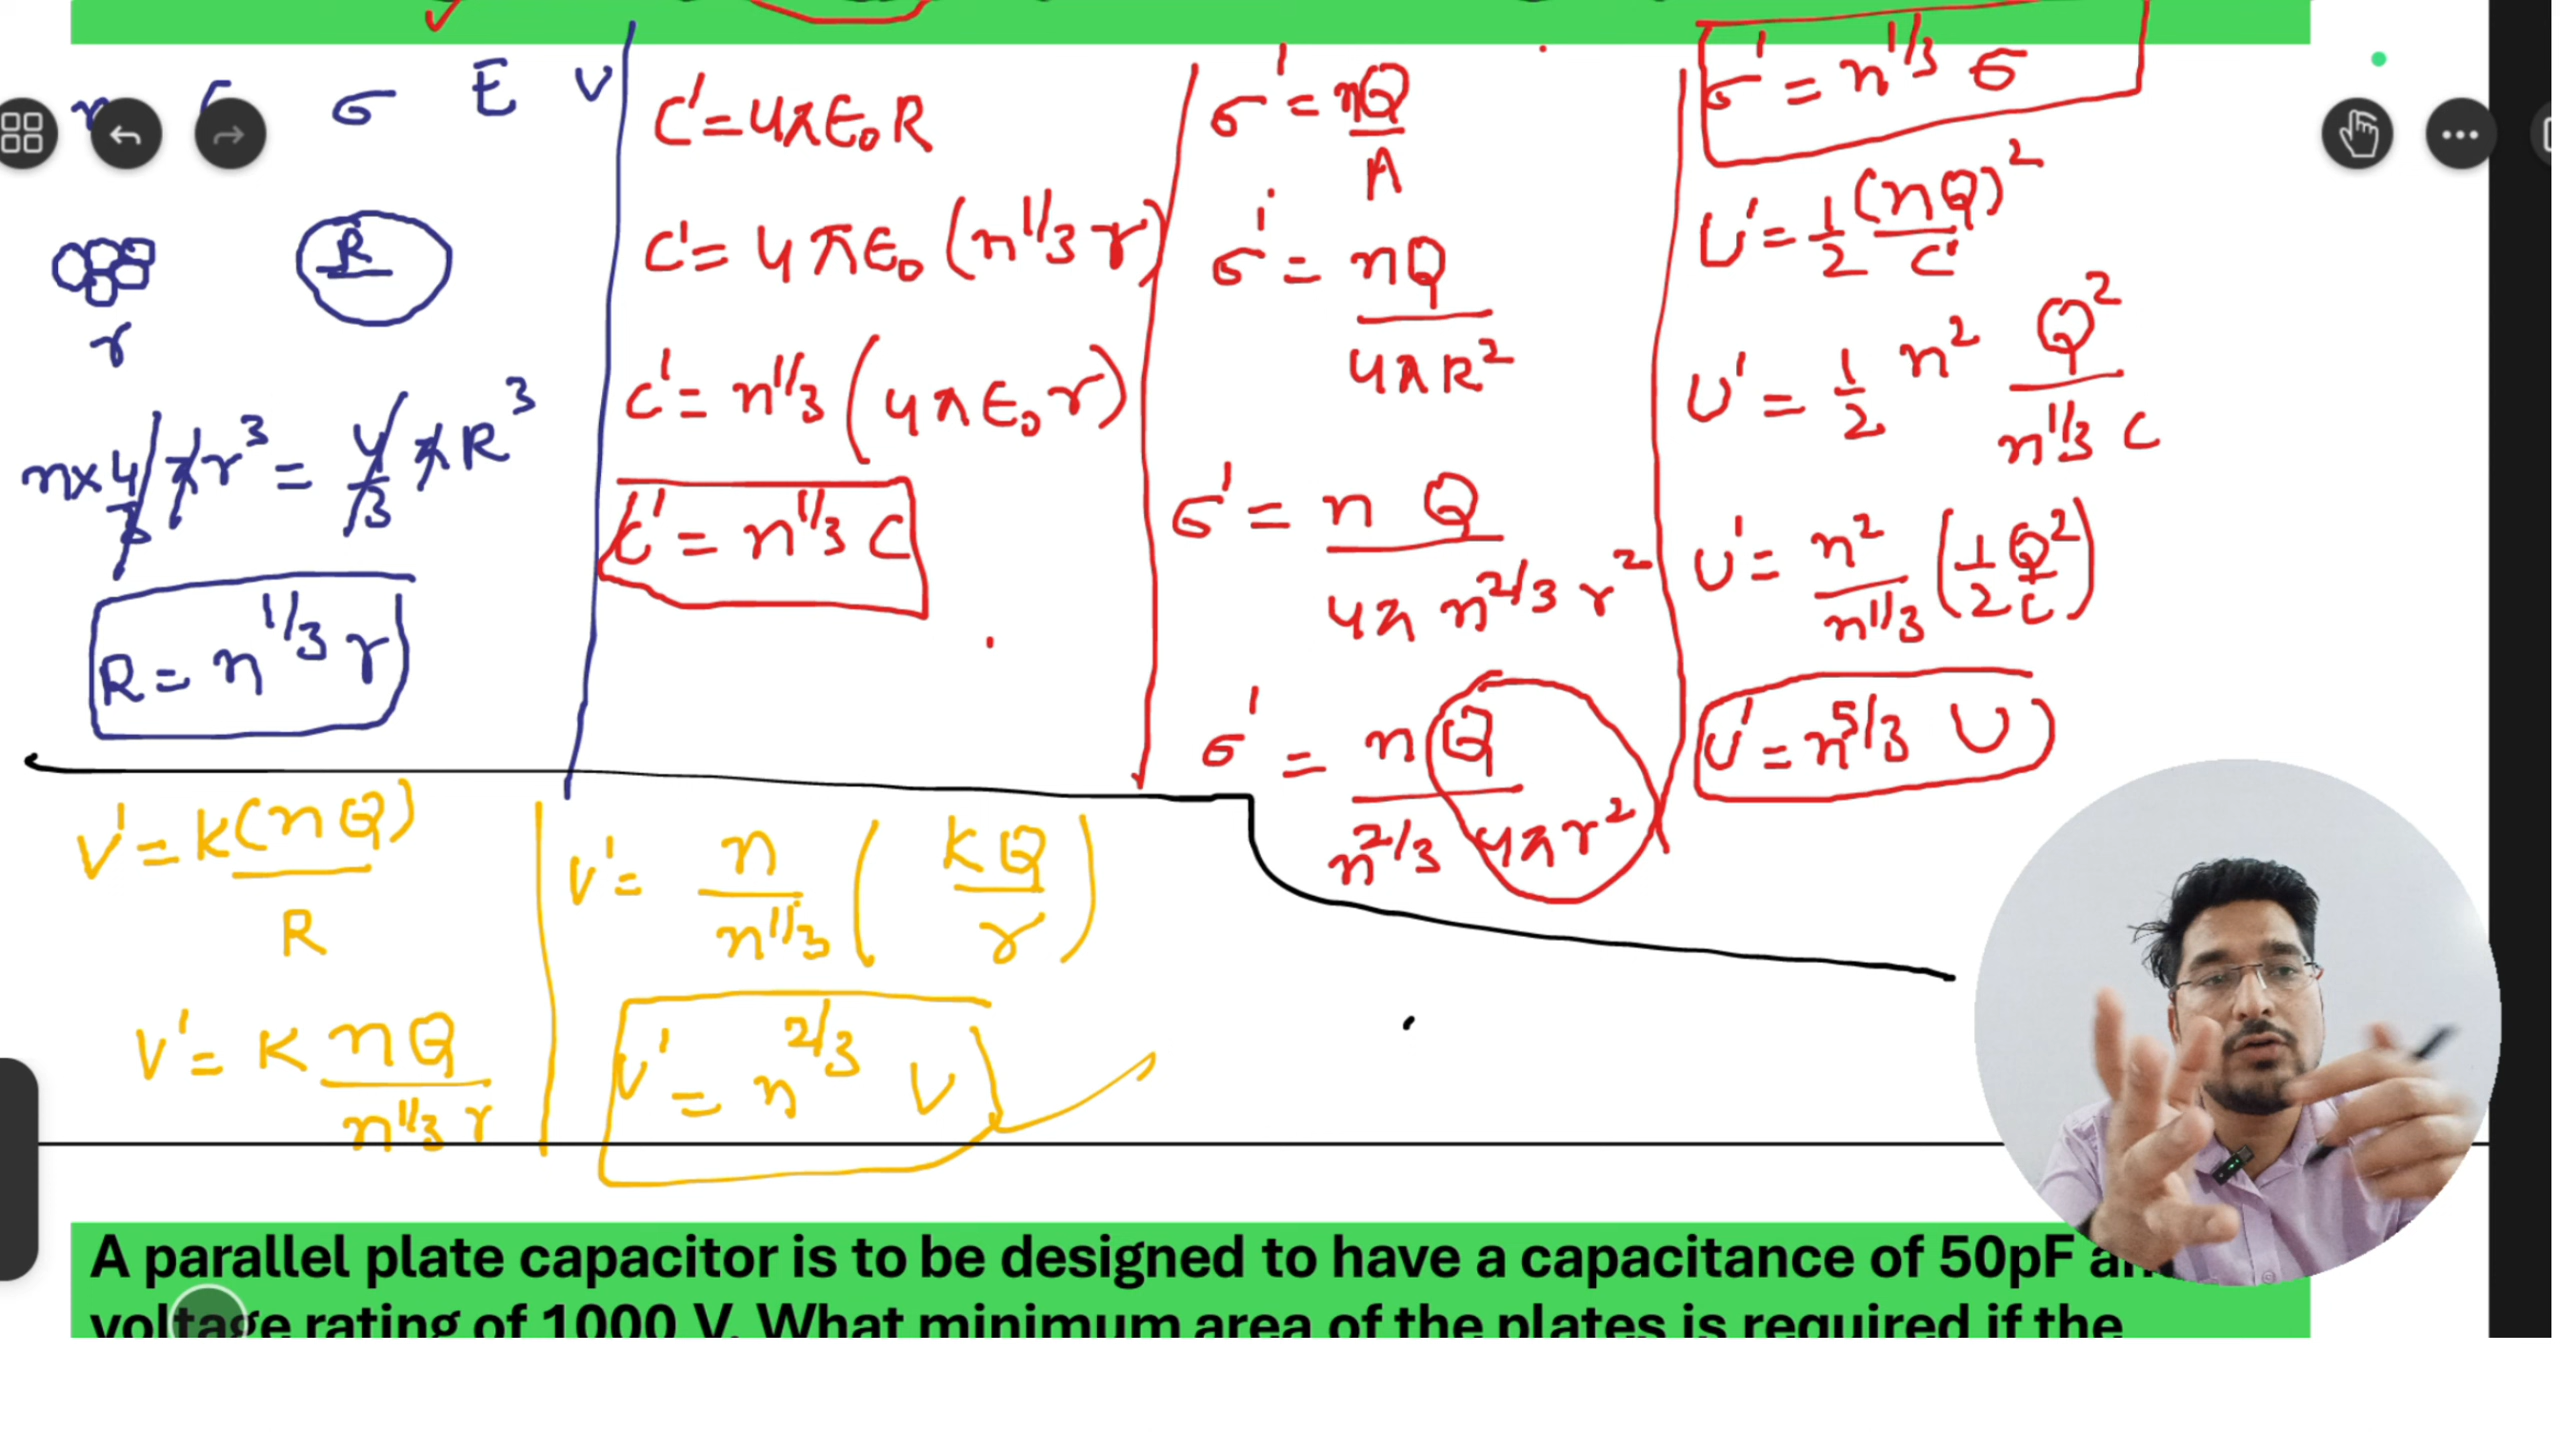 σ E V
r
R
n×4/3 πr³ = 4/3 πR³
R = n^1/3 r
C' = 4πε₀R
C' = 4πε₀ (n^1/3 r)
C' = n^1/3 (4πε₀r)
C' = n^1/3 C
σ' = nQ/A
σ' = nQ/4πR²
σ' = n Q/4π n^2/3 r²
σ' = nQ/n^2/3 4πr²
σ' = n^1/3 σ
U' = 1/2 (nQ)²/C'
U' = 1/2 n² Q²/n^1/3 C
U' = n²/n^1/3 (1/2 Q²/C)
U' = n^5/3 U
V' = K(nQ)/R
V' = K nQ/n^1/3 r
V' = n/n^1/3 (KQ/r)
V' = n^2/3 V
A parallel plate capacitor is to be designed to have a capacitance of 50pF
voltage rating of 1000 V. What minimum area of the plates is required if the